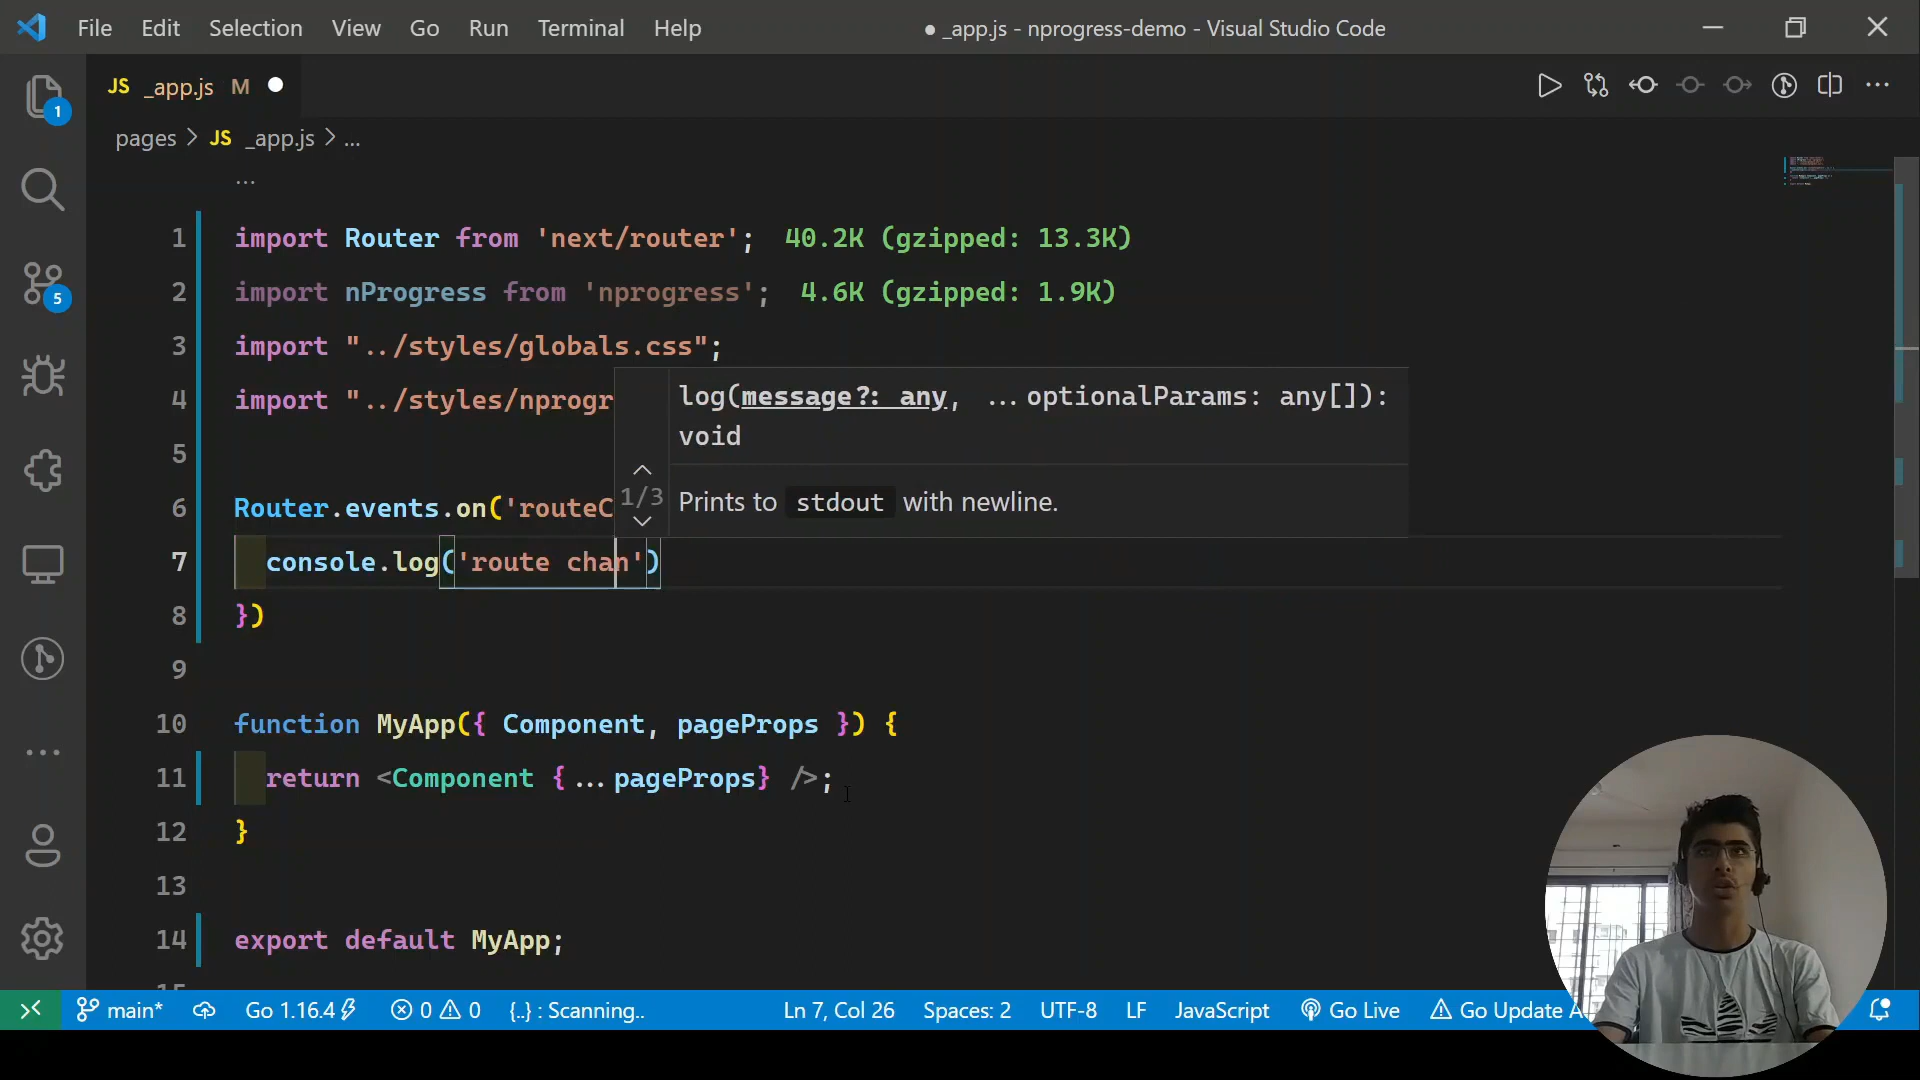 File Edit Selection View Go Run Terminal Help
● _app.js - nprogress-demo - Visual Studio Code
JS _app.js M
pages > JS _app.js > ...
...
1 import Router from 'next/router'; 40.2K (gzipped: 13.3K)
2 import nProgress from 'nprogress'; 4.6K (gzipped: 1.9K)
3 import "../styles/globals.css";
4 import "../styles/nprogr
log(message?: any, ...optionalParams: any[]):
void
5
1/3 Prints to stdout with newline.
6 Router.events.on('routeC
7 console.log('route chan')
8 })
9
10 function MyApp({ Component, pageProps }) {
11 return <Component {...pageProps} />;
12 }
13
14 export default MyApp;
1
5
main* Go 1.16.4 0 0 {..} : Scanning.. Ln 7, Col 26 Spaces: 2 UTF-8 LF JavaScript Go Live Go Update